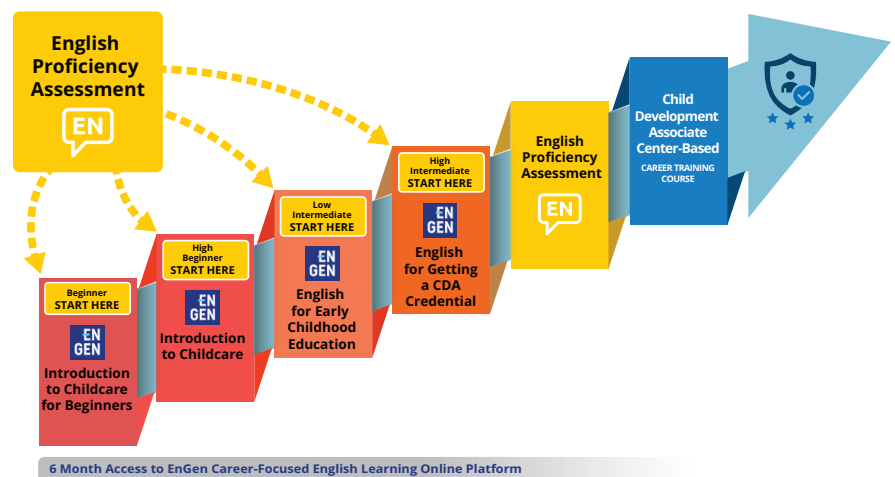 English
Proficiency
Assessment
EN
Beginner
START HERE
EN
GEN
Introduction
to Childcare
for Beginners
High
Beginner
START HERE
EN
GEN
Introduction
to Childcare
Low
Intermediate
START HERE
EN
GEN
English
for Early
Childhood
Education
High
Intermediate
START HERE
EN
GEN
English
for Getting
a CDA
Credential
English
Proficiency
Assessment
EN
Child
Development
Associate
Center-Based
CAREER TRAINING
COURSE
6 Month Access to EnGen Career-Focused English Learning Online Platform